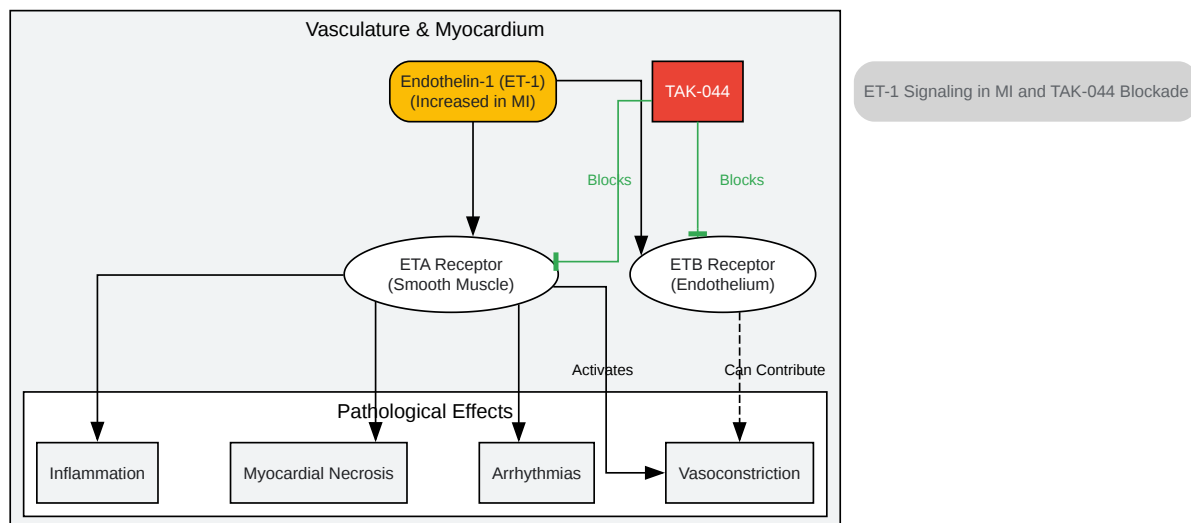 Vasculature & Myocardium
Endothelin-1 (ET-1)
(Increased in MI)
TAK-044
ET-1 Signaling in MI and TAK-044 Blockade
Blocks
Blocks
ETA Receptor
(Smooth Muscle)
ETB Receptor
(Endothelium)
Activates
Can Contribute
Pathological Effects
Inflammation
Myocardial Necrosis
Arrhythmias
Vasoconstriction